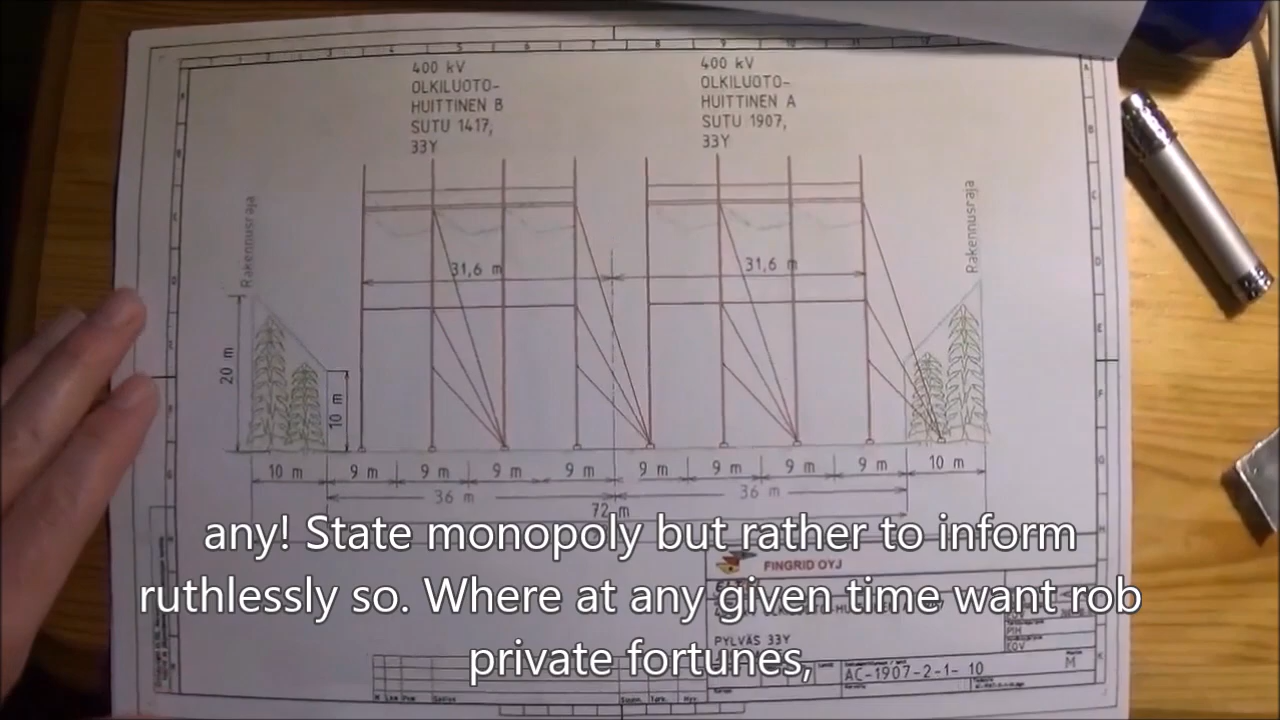 400 kV
OLKILUOTO-
HUITTINEN B
SUTU 1417,
33Y
400 kV
OLKILUOTO-
HUITTINEN A
SUTU 1907,
33Y
Rakennusraja
Rakennusraja
31,6 m
31,6 m
20 m
10 m
10 m 9 m 9 m 9 m 9 m 9 m 9 m 9 m 9 m 10 m
36 m 36 m
72 m
any! State monopoly but rather to inform
ruthlessly so. Where at any given time want rob
private fortunes,
FINGRID OYJ
PYLVÄS 33Y
AC-1907-2-1- 10
M